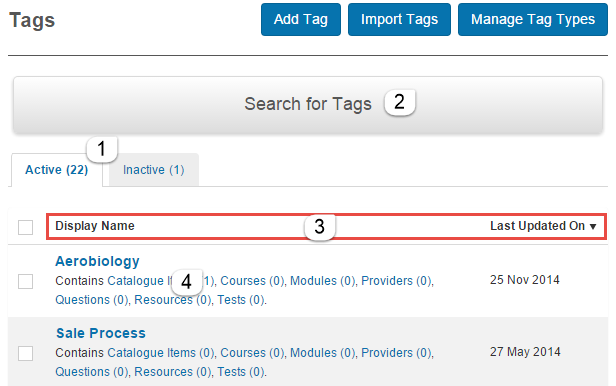 Tags
Add Tag
Import Tags
Manage Tag Types
Search for Tags
2
1
Active (22)
Inactive (1)
Display Name
3
Last Updated On ▼
Aerobiology
Contains Catalogue 4 1), Courses (0), Modules (0), Providers (0),
Questions (0), Resources (0), Tests (0).
25 Nov 2014
Sale Process
Contains Catalogue Items (0), Courses (0), Modules (0), Providers (0),
Questions (0), Resources (0), Tests (0).
27 May 2014